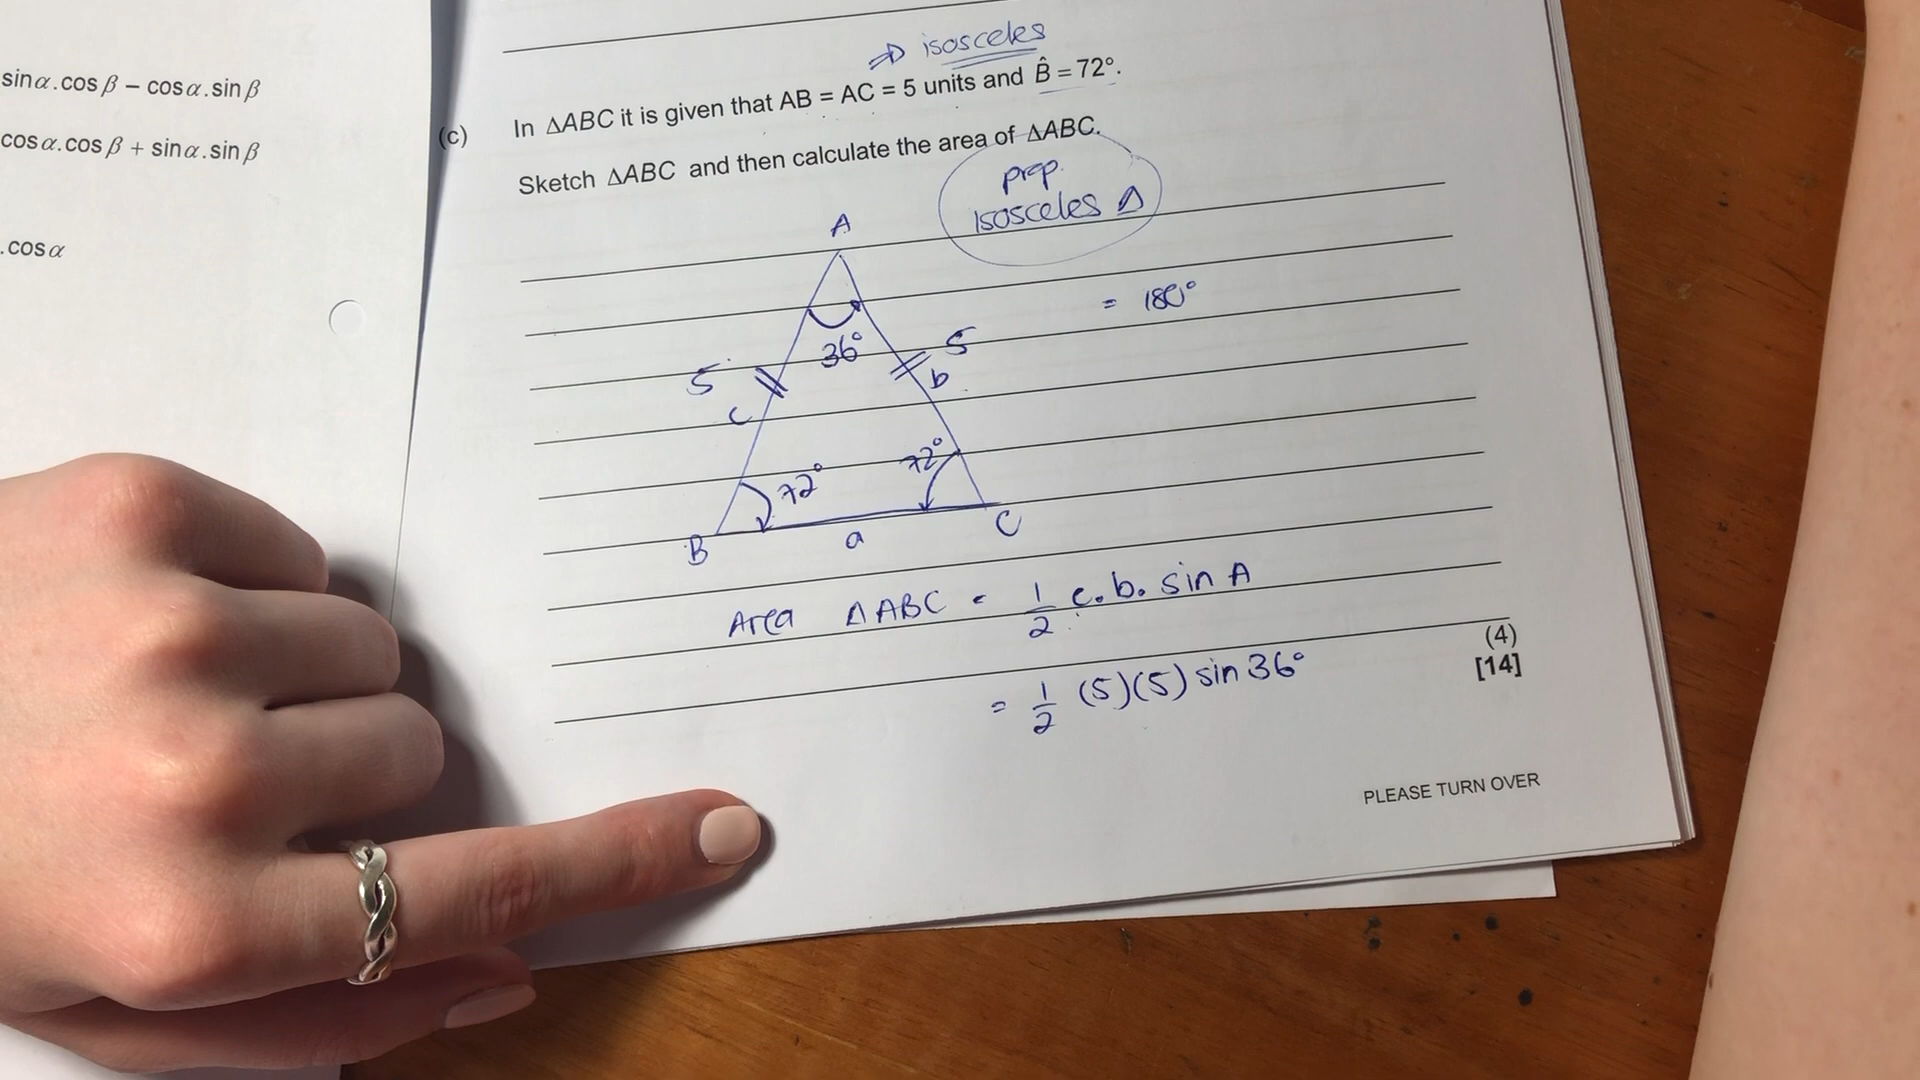 sinα.cosβ – cosα.sinβ
cosα.cosβ + sinα.sinβ
.cosα
⇒ isosceles
(c) In ΔABC it is given that AB = AC = 5 units and B̂ = 72°.
Sketch ΔABC and then calculate the area of ΔABC.
prop.
isosceles Δ
A
= 180°
36°
5
5
b
c
72°
72°
B
a
C
Area ΔABC = 1/2 c.b. sin A
(4)
= 1/2 (5)(5) sin 36°
[14]
PLEASE TURN OVER